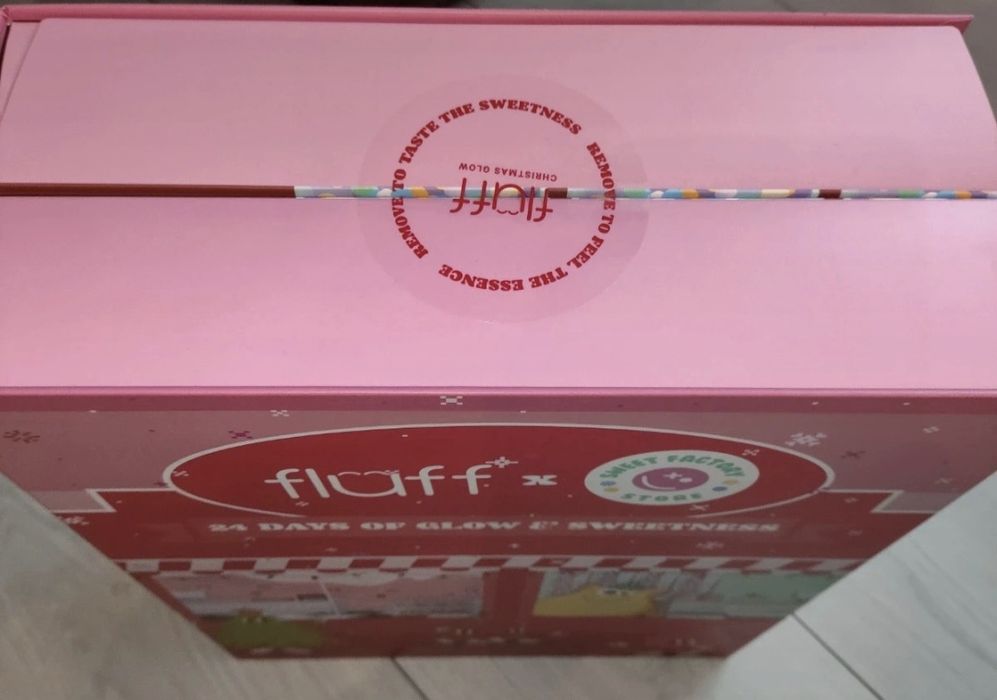 REMOVE TO TASTE THE SWEETNESS
REMOVE TO FEEL THE ESSENCE
fluff
CHRISTMAS GLOW
fluff x SWEET FACTORY STORE
24 DAYS OF GLOW & SWEETNESS